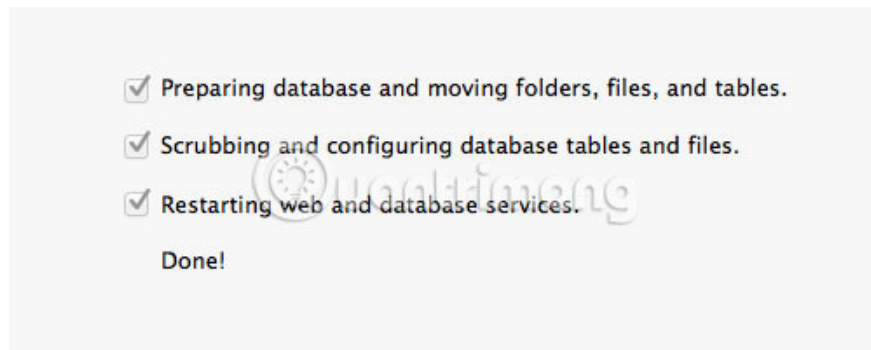 Preparing database and moving folders, files, and tables.
Scrubbing and configuring database tables and files.
Quantrimang
Restarting web and database services.
Done!